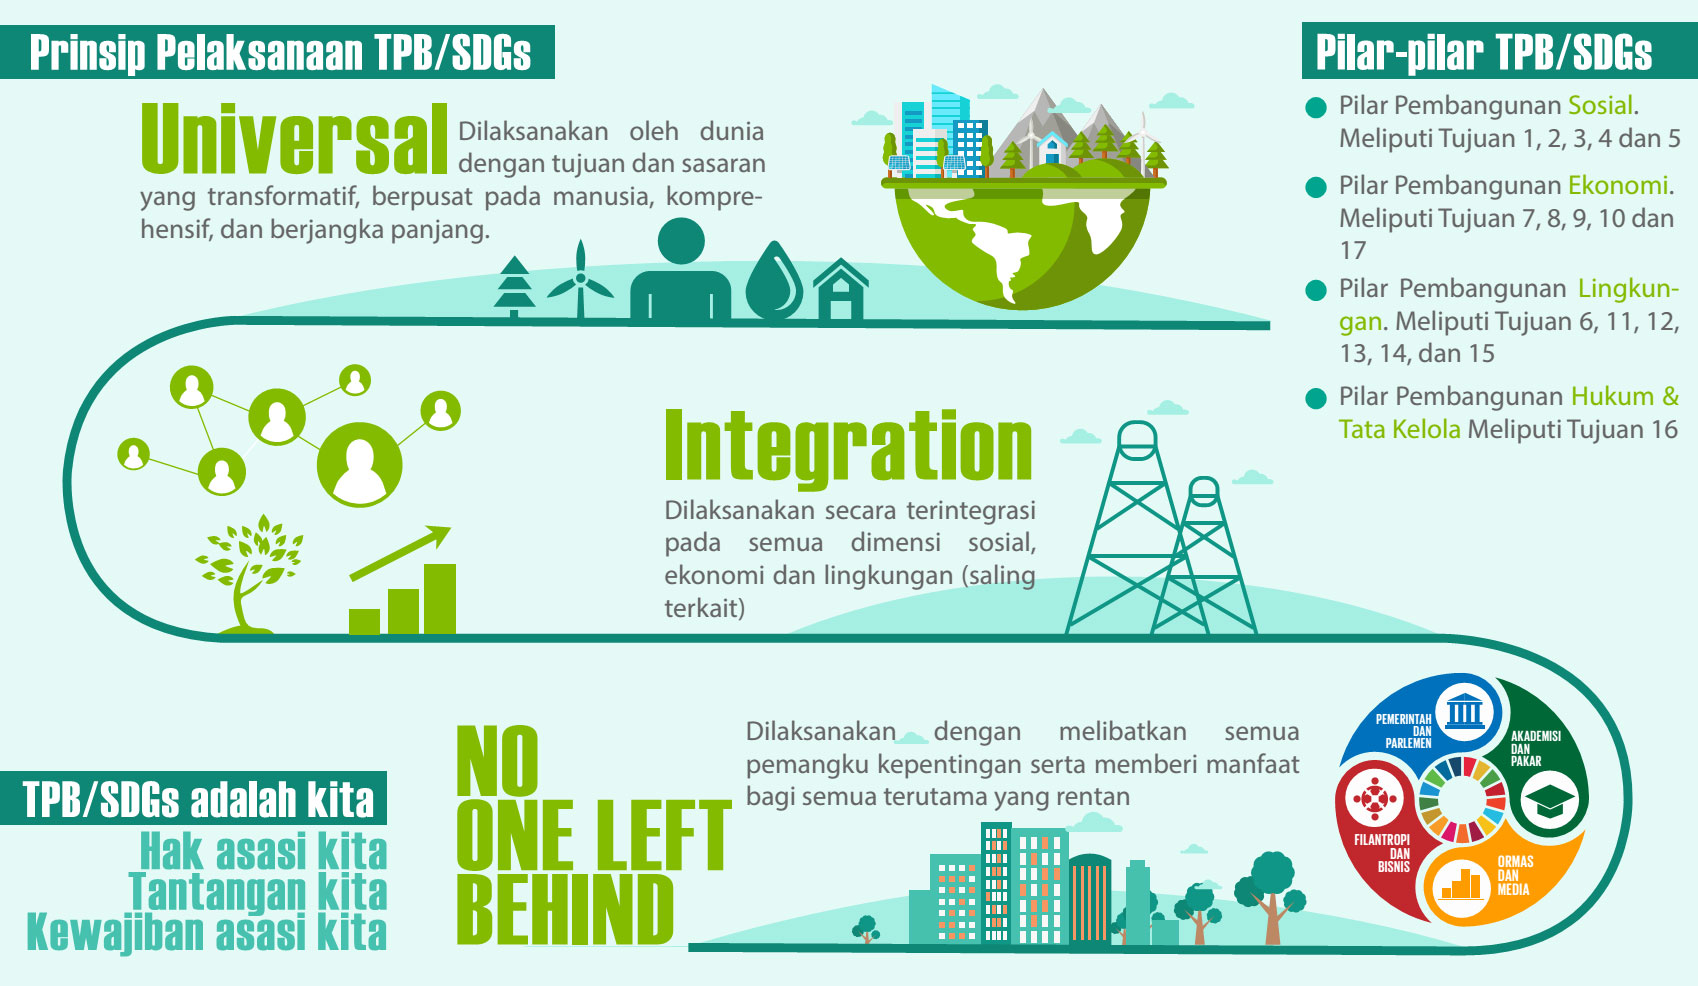 Prinsip Pelaksanaan TPB/SDGs
Universal
Dilaksanakan oleh dunia
dengan tujuan dan sasaran
yang transformatif, berpusat pada manusia, kompre-
hensif, dan berjangka panjang.
Pilar-pilar TPB/SDGs
Pilar Pembangunan Sosial.
Meliputi Tujuan 1, 2, 3, 4 dan 5
Pilar Pembangunan Ekonomi.
Meliputi Tujuan 7, 8, 9, 10 dan
17
Pilar Pembangunan Lingkun-
gan. Meliputi Tujuan 6, 11, 12,
13, 14, dan 15
Pilar Pembangunan Hukum &
Tata Kelola Meliputi Tujuan 16
Integration
Dilaksanakan secara terintegrasi
pada semua dimensi sosial,
ekonomi dan lingkungan (saling
terkait)
NO
ONE LEFT
BEHIND
Dilaksanakan dengan melibatkan semua
pemangku kepentingan serta memberi manfaat
bagi semua terutama yang rentan
PEMERINTAH
DAN
PARLEMEN
AKADEMISI
DAN
PAKAR
FILANTROPI
DAN
BISNIS
ORMAS
DAN
MEDIA
TPB/SDGs adalah kita
Hak asasi kita
Tantangan kita
Kewajiban asasi kita